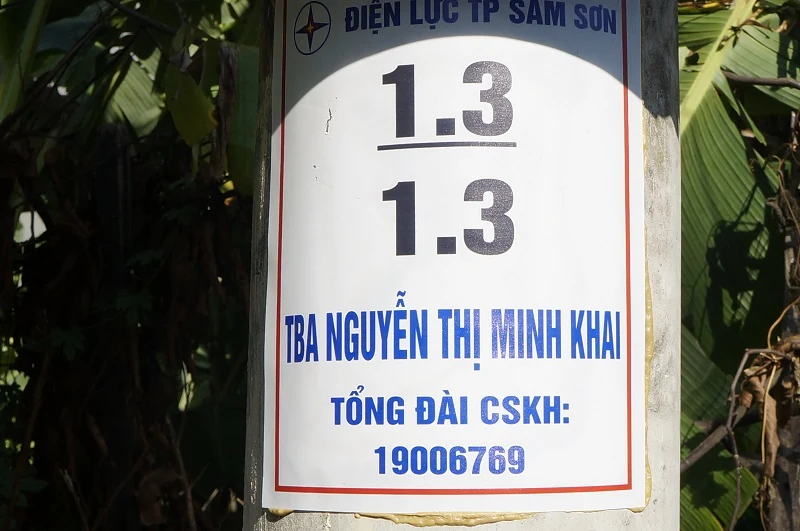 ĐIỆN LỰC TP SẦM SƠN
1.3
1.3
TBA NGUYỄN THỊ MINH KHAI
TỔNG ĐÀI CSKH:
19006769